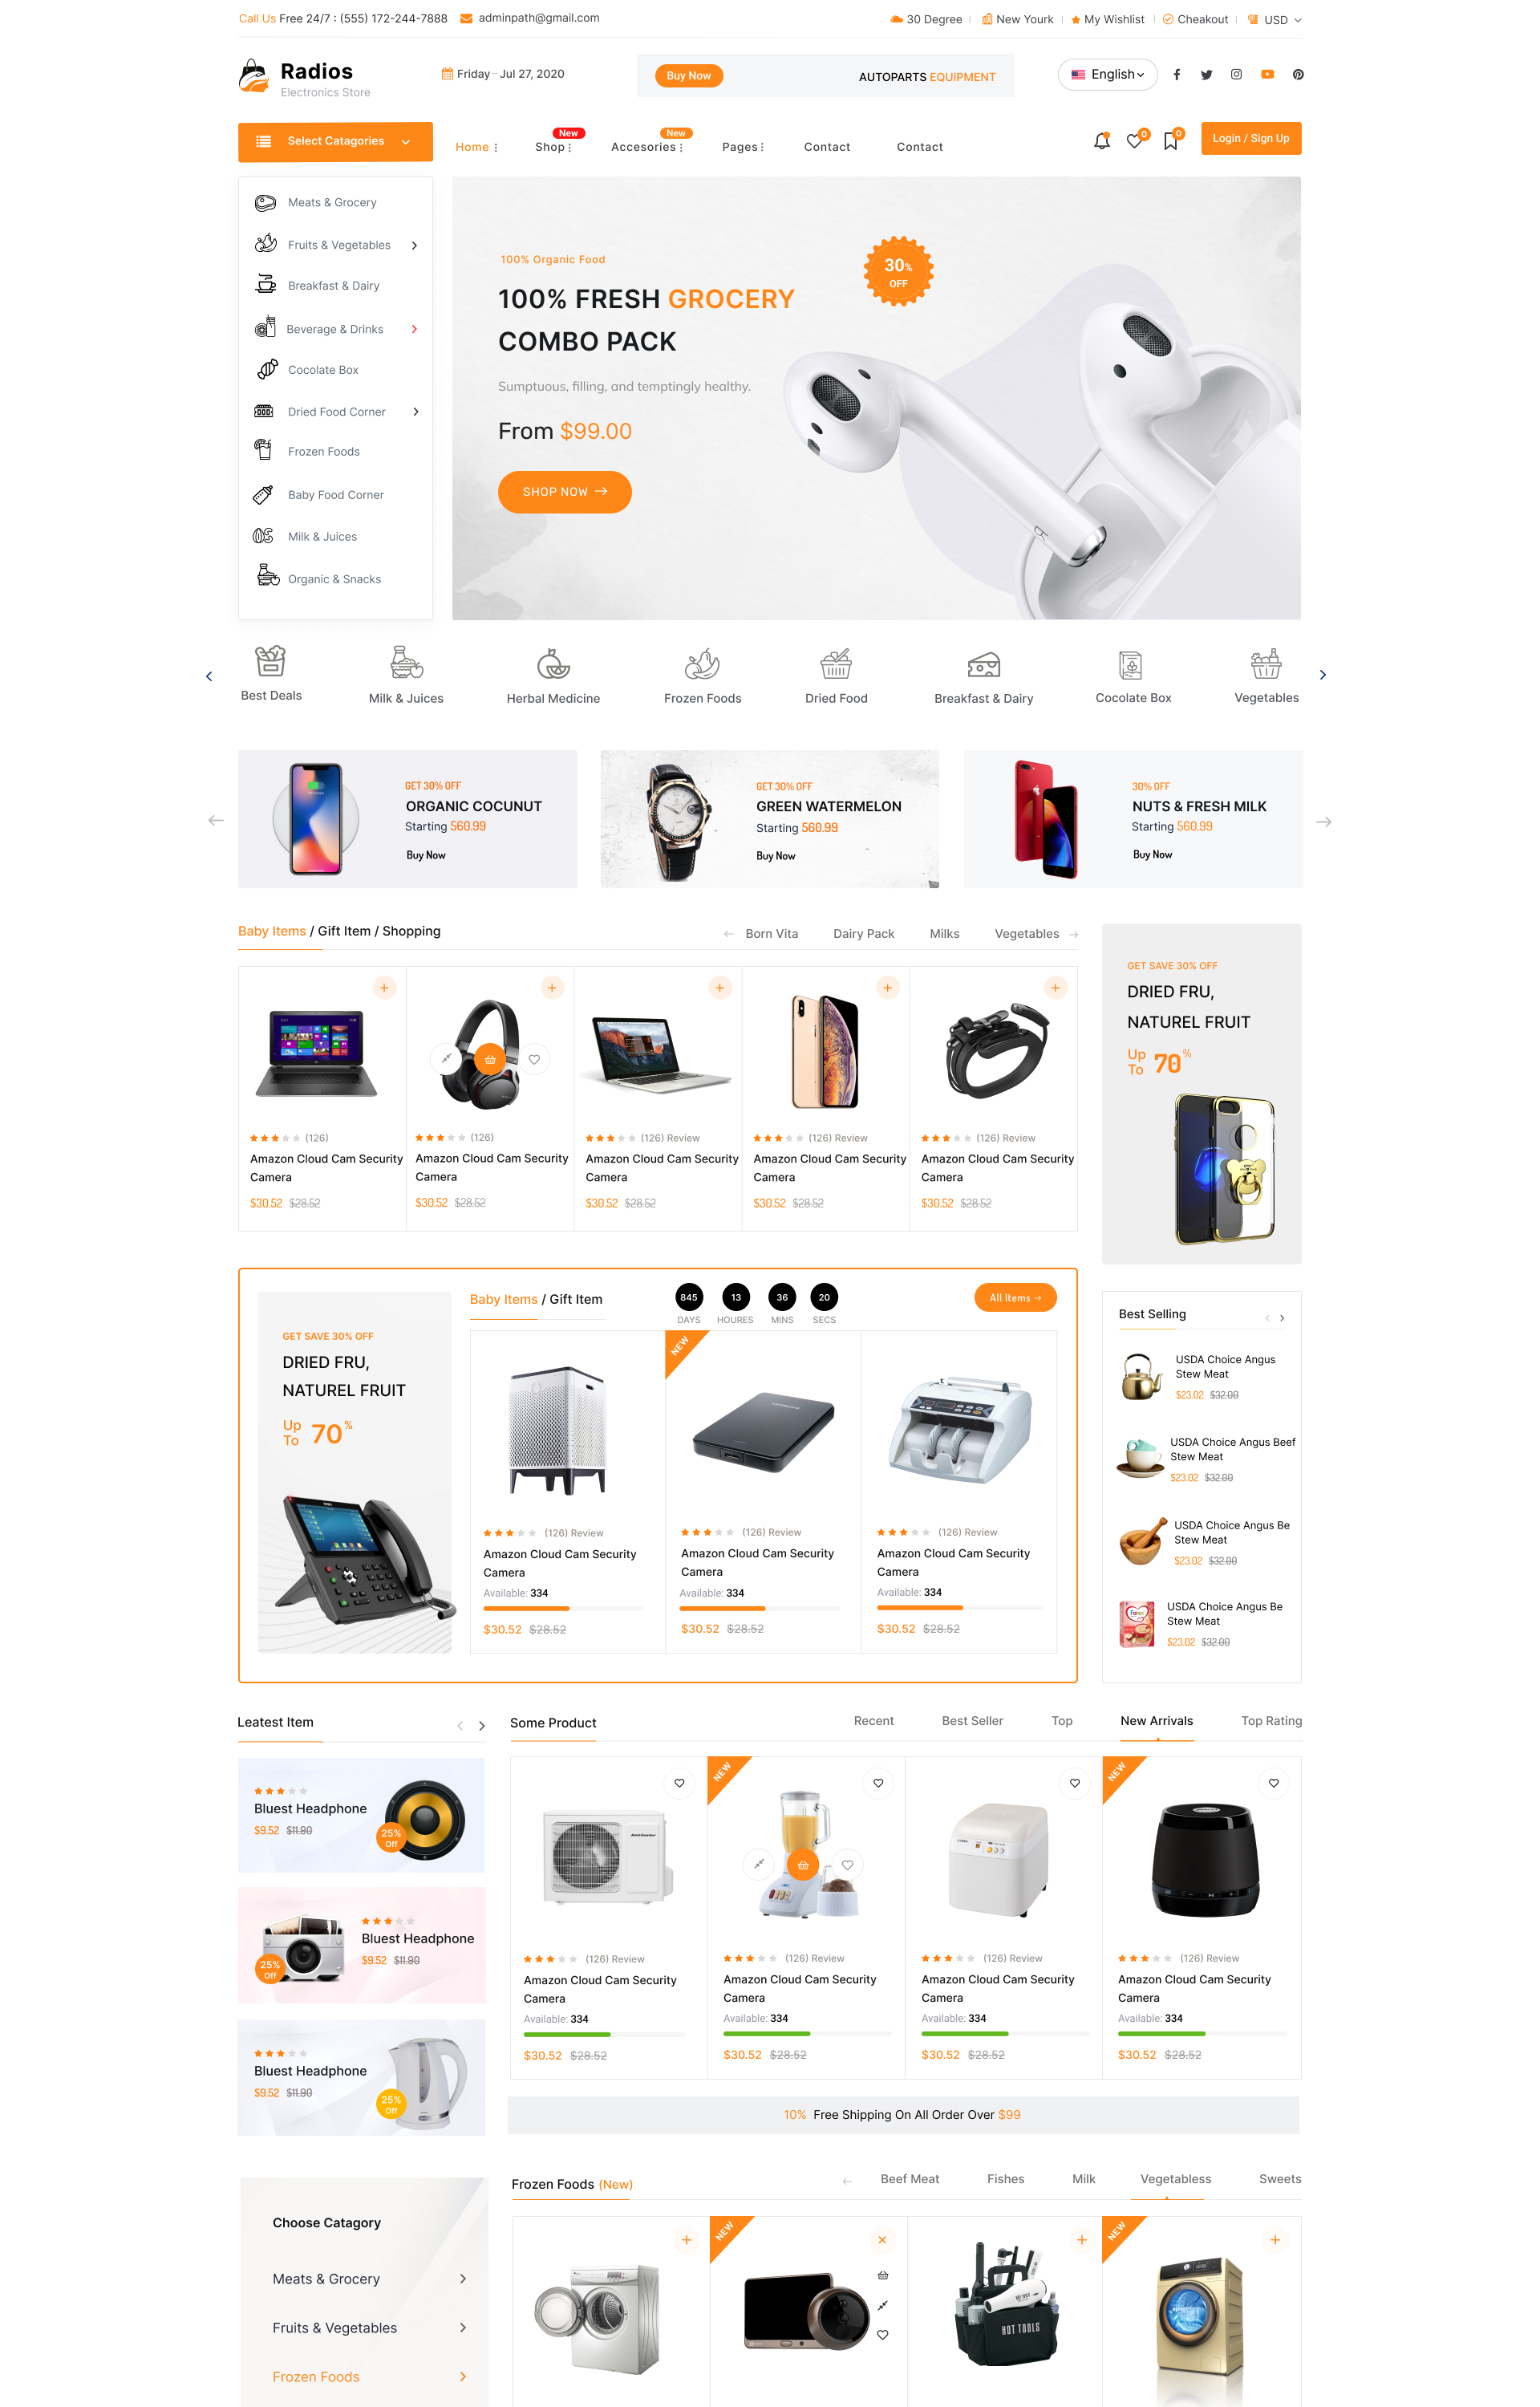 Call Us Free 24/7 : (555) 172-244-7888
adminpath@gmail.com
30 Degree
New Yourk
My Wishlist
Cheakout
USD
Radios
Electronics Store
Friday - Jul 27, 2020
Buy Now
AUTOPARTS EQUIPMENT
English
Select Catagories
Home
New
Shop
New
Accesories
Pages
Contact
Contact
0
0
Login / Sign Up
Meats & Grocery
Fruits & Vegetables
Breakfast & Dairy
Beverage & Drinks
Cocolate Box
Dried Food Corner
Frozen Foods
Baby Food Corner
Milk & Juices
Organic & Snacks
100% Organic Food
100% FRESH GROCERY
COMBO PACK
Sumptuous, filling, and temptingly healthy.
From $99.00
SHOP NOW
30%
OFF
Best Deals
Milk & Juices
Herbal Medicine
Frozen Foods
Dried Food
Breakfast & Dairy
Cocolate Box
Vegetables
GET 30% OFF
ORGANIC COCUNUT
Starting 560.99
Buy Now
GET 30% OFF
GREEN WATERMELON
Starting 560.99
Buy Now
30% OFF
NUTS & FRESH MILK
Starting 560.99
Buy Now
Baby Items / Gift Item / Shopping
Born Vita
Dairy Pack
Milks
Vegetables
(126)
Amazon Cloud Cam Security
Camera
$30.52 $28.52
(126)
Amazon Cloud Cam Security
Camera
$30.52 $28.52
(126) Review
Amazon Cloud Cam Security
Camera
$30.52 $28.52
(126) Review
Amazon Cloud Cam Security
Camera
$30.52 $28.52
(126) Review
Amazon Cloud Cam Security
Camera
$30.52 $28.52
GET SAVE 30% OFF
DRIED FRU,
NATUREL FRUIT
Up
To 70%
GET SAVE 30% OFF
DRIED FRU,
NATUREL FRUIT
Up
To 70%
Baby Items / Gift Item
845
DAYS
13
HOURES
36
MINS
20
SECS
All Items
(126) Review
Amazon Cloud Cam Security
Camera
Available: 334
$30.52 $28.52
NEW
(126) Review
Amazon Cloud Cam Security
Camera
Available: 334
$30.52 $28.52
(126) Review
Amazon Cloud Cam Security
Camera
Available: 334
$30.52 $28.52
Best Selling
USDA Choice Angus
Stew Meat
$23.02 $32.00
USDA Choice Angus Beef
Stew Meat
$23.02 $32.00
USDA Choice Angus Be
Stew Meat
$23.02 $32.00
USDA Choice Angus Be
Stew Meat
$23.02 $32.00
Leatest Item
Bluest Headphone
$9.52 $11.90
25%
Off
Bluest Headphone
$9.52 $11.90
25%
Off
Bluest Headphone
$9.52 $11.90
25%
Off
Some Product
Recent
Best Seller
Top
New Arrivals
Top Rating
(126) Review
Amazon Cloud Cam Security
Camera
Available: 334
$30.52 $28.52
NEW
(126) Review
Amazon Cloud Cam Security
Camera
Available: 334
$30.52 $28.52
(126) Review
Amazon Cloud Cam Security
Camera
Available: 334
$30.52 $28.52
NEW
(126) Review
Amazon Cloud Cam Security
Camera
Available: 334
$30.52 $28.52
10% Free Shipping On All Order Over $99
Choose Catagory
Meats & Grocery
Fruits & Vegetables
Frozen Foods
Frozen Foods (New)
Beef Meat
Fishes
Milk
Vegetabless
Sweets
NEW
HOT TOOLS
NEW